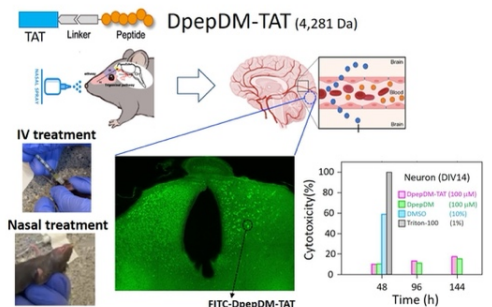 DpepDM-TAT (4,281 Da)
TAT
Linker
Peptide
NASAL SPRAY
Brain
Blood
Brain
IV treatment
Nasal treatment
FITC-DpepDM-TAT
Cytotoxicity(%)
100
80
60
40
20
0
Neuron (DIV14)
DpepDM-TAT (100 µM)
DpepDM (100 µM)
DMSO (10%)
Triton-100 (1%)
48 96 144
Time (h)